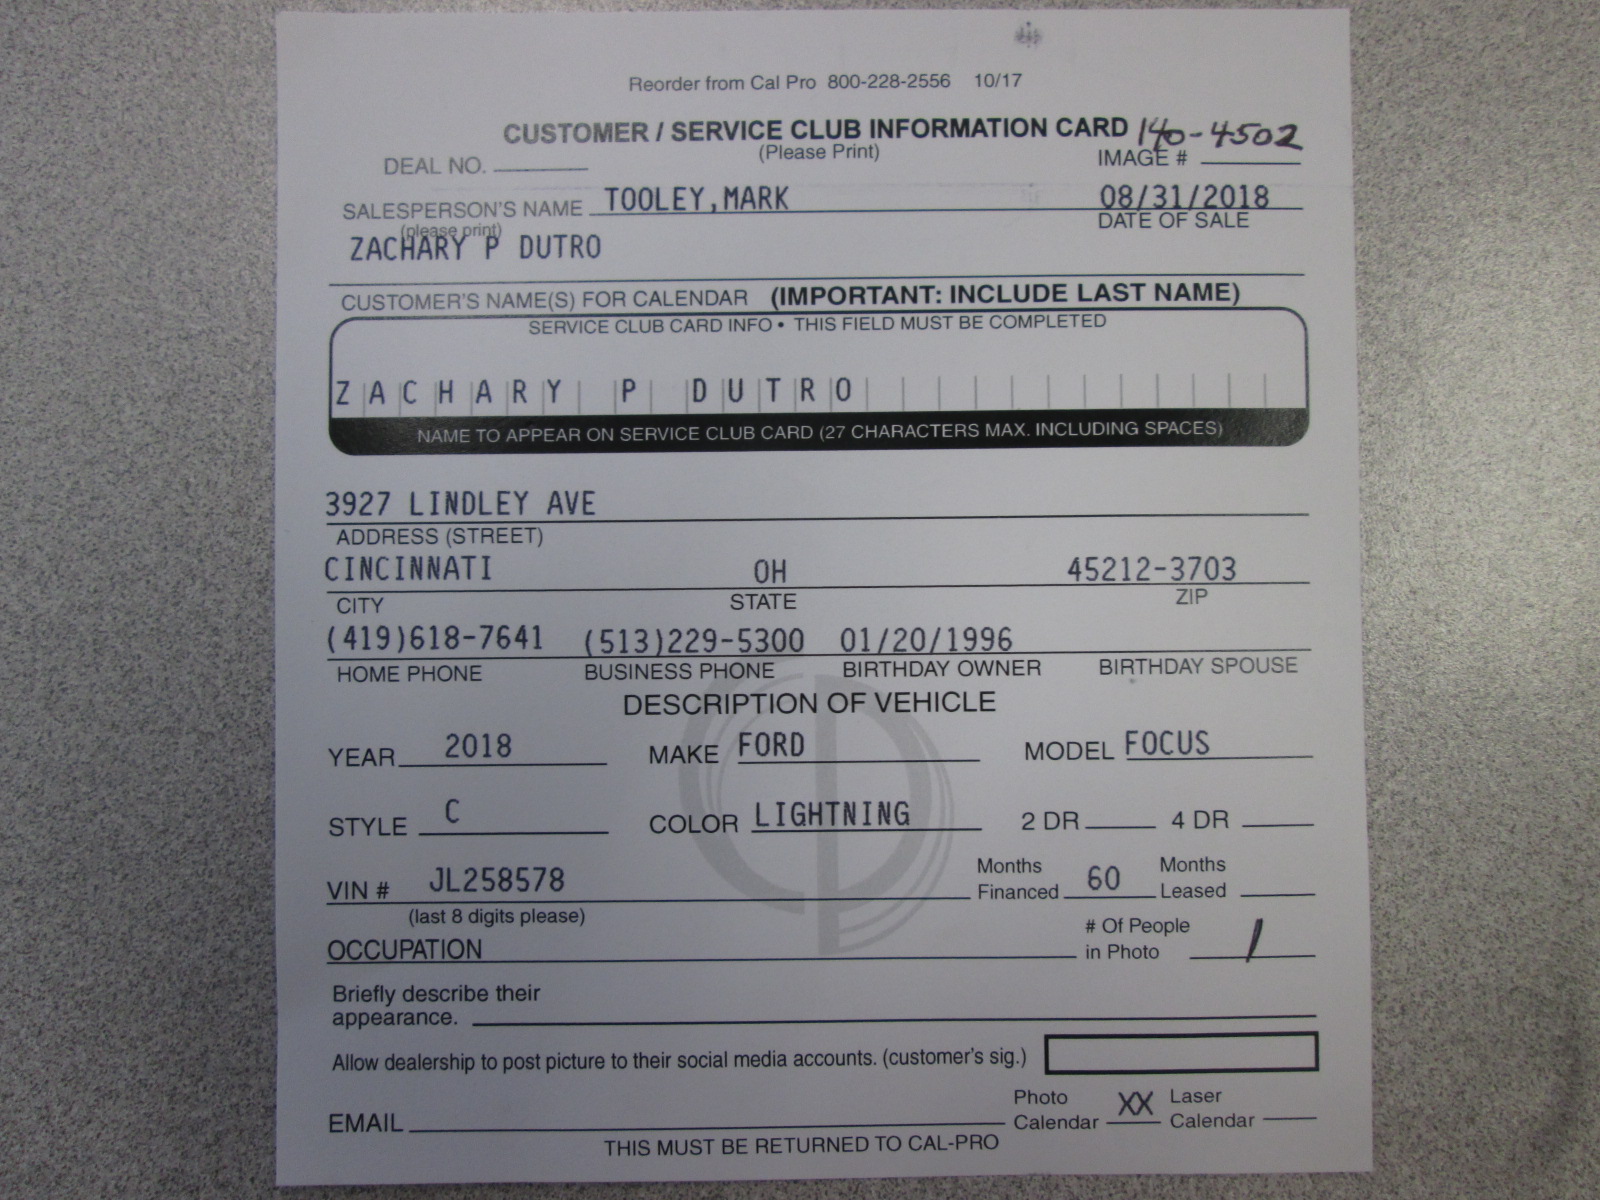 Reorder from Cal Pro 800-228-2556 10/17
CUSTOMER / SERVICE CLUB INFORMATION CARD 140-4502
(Please Print)
DEAL NO. IMAGE #
SALESPERSON'S NAME TOOLEY,MARK 08/31/2018
(please print) DATE OF SALE
ZACHARY P DUTRO
CUSTOMER'S NAME(S) FOR CALENDAR (IMPORTANT: INCLUDE LAST NAME)
SERVICE CLUB CARD INFO • THIS FIELD MUST BE COMPLETED
ZACHARY P DUTRO
NAME TO APPEAR ON SERVICE CLUB CARD (27 CHARACTERS MAX. INCLUDING SPACES)
3927 LINDLEY AVE
ADDRESS (STREET)
CINCINNATI OH 45212-3703
CITY STATE ZIP
(419)618-7641 (513)229-5300 01/20/1996
HOME PHONE BUSINESS PHONE BIRTHDAY OWNER BIRTHDAY SPOUSE
DESCRIPTION OF VEHICLE
YEAR 2018 MAKE FORD MODEL FOCUS
STYLE C COLOR LIGHTNING 2 DR 4 DR
VIN # JL258578 Months Financed 60 Months Leased
(last 8 digits please)
OCCUPATION # Of People in Photo 1
Briefly describe their
appearance.
Allow dealership to post picture to their social media accounts. (customer's sig.)
EMAIL Photo Calendar XX Laser Calendar
THIS MUST BE RETURNED TO CAL-PRO